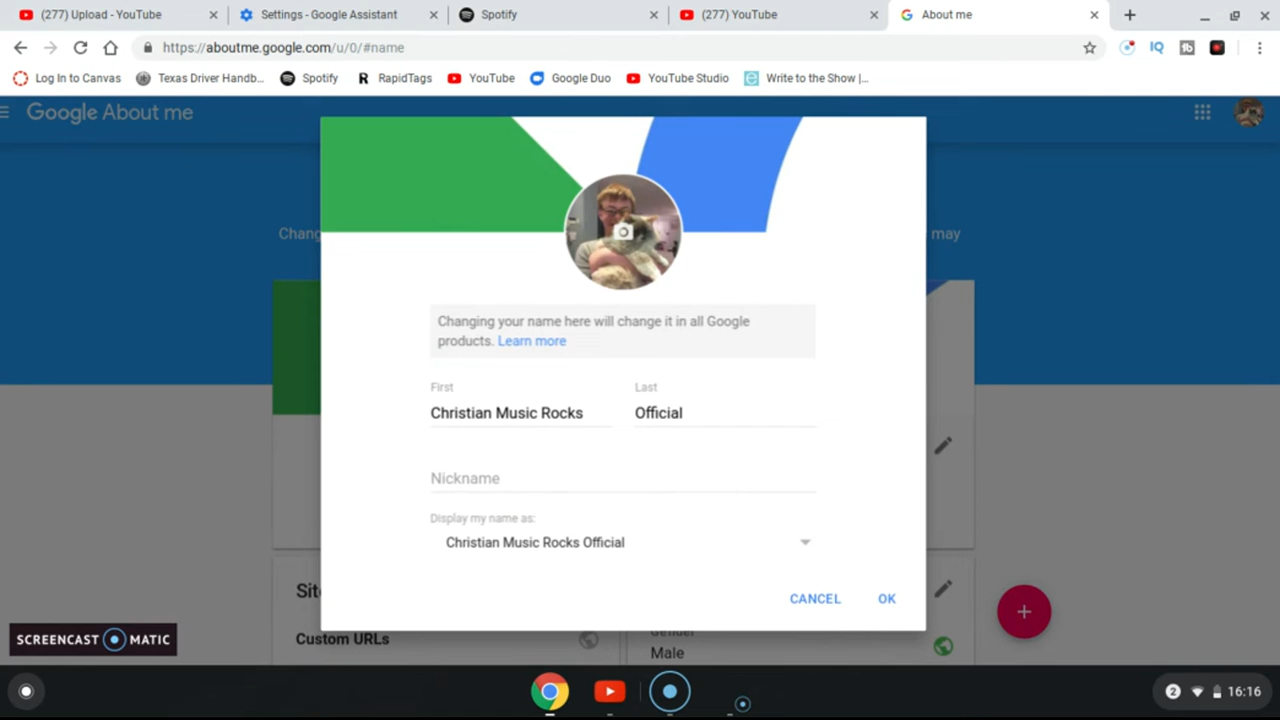 (277) Upload - YouTube
Settings - Google Assistant
Spotify
(277) YouTube
About me
https://aboutme.google.com/u/0/#name
IQ
Log In to Canvas
Texas Driver Handb...
Spotify
RapidTags
YouTube
Google Duo
YouTube Studio
Write to the Show |...
Google About me
Chang
may
Changing your name here will change it in all Google
products. Learn more
First
Last
Christian Music Rocks
Official
Nickname
Display my name as:
Christian Music Rocks Official
CANCEL
OK
Sit
Custom URLs
Gender
Male
SCREENCAST MATIC
2
16:16